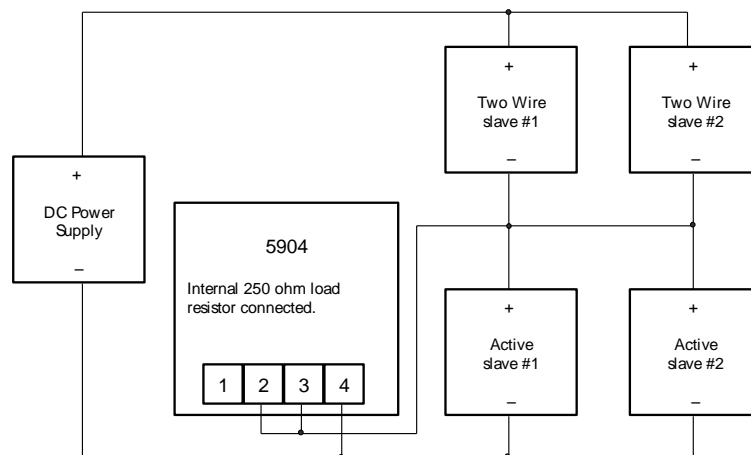 +
Two Wire
slave #1
–
+
Two Wire
slave #2
–
+
DC Power
Supply
–
5904
Internal 250 ohm load
resistor connected.
1 2 3 4
+
Active
slave #1
–
+
Active
slave #2
–